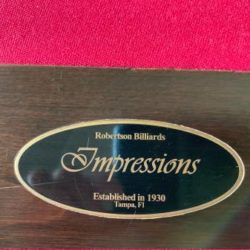 Robertson Billiards
Impressions
Established in 1930
Tampa, Fl